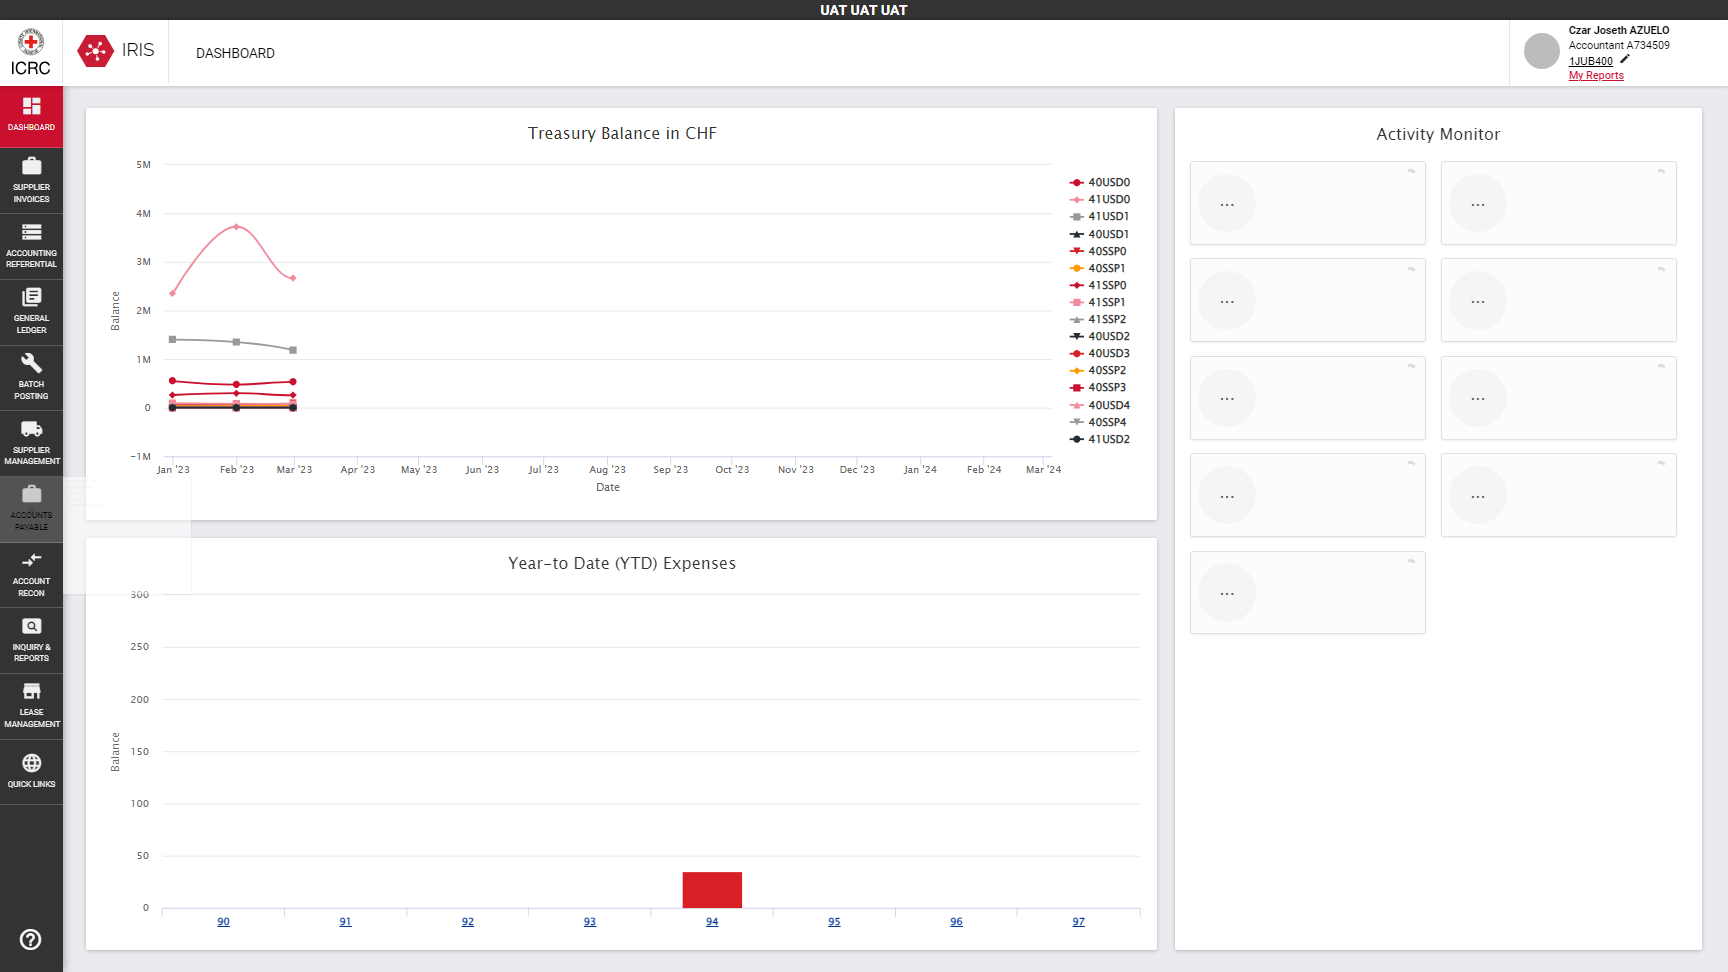 UAT UAT UAT
ICRC
IRIS
DASHBOARD
Czar Joseth AZUELO
Accountant A734509
1JUB400
My Reports
DASHBOARD
SUPPLIER
INVOICES
ACCOUNTING
REFERENTIAL
GENERAL
LEDGER
BATCH
POSTING
SUPPLIER
MANAGEMENT
ACCOUNTS
PAYABLE
ACCOUNT
RECON
INQUIRY &
REPORTS
LEASE
MANAGEMENT
QUICK LINKS
Treasury Balance in CHF
5M
4M
3M
2M
1M
0
-1M
Balance
Jan '23 Feb '23 Mar '23 Apr '23 May '23 Jun '23 Jul '23 Aug '23 Sep '23 Oct '23 Nov '23 Dec '23 Jan '24 Feb '24 Mar '24
Date
40USD0
41USD0
41USD1
40USD1
40SSP0
40SSP1
41SSP0
41SSP1
41SSP2
40USD2
40USD3
40SSP2
40SSP3
40USD4
40SSP4
41USD2
Year-to Date (YTD) Expenses
300
250
200
150
100
50
0
Balance
90 91 92 93 94 95 96 97
Activity Monitor
... ...
... ...
... ...
... ...
...